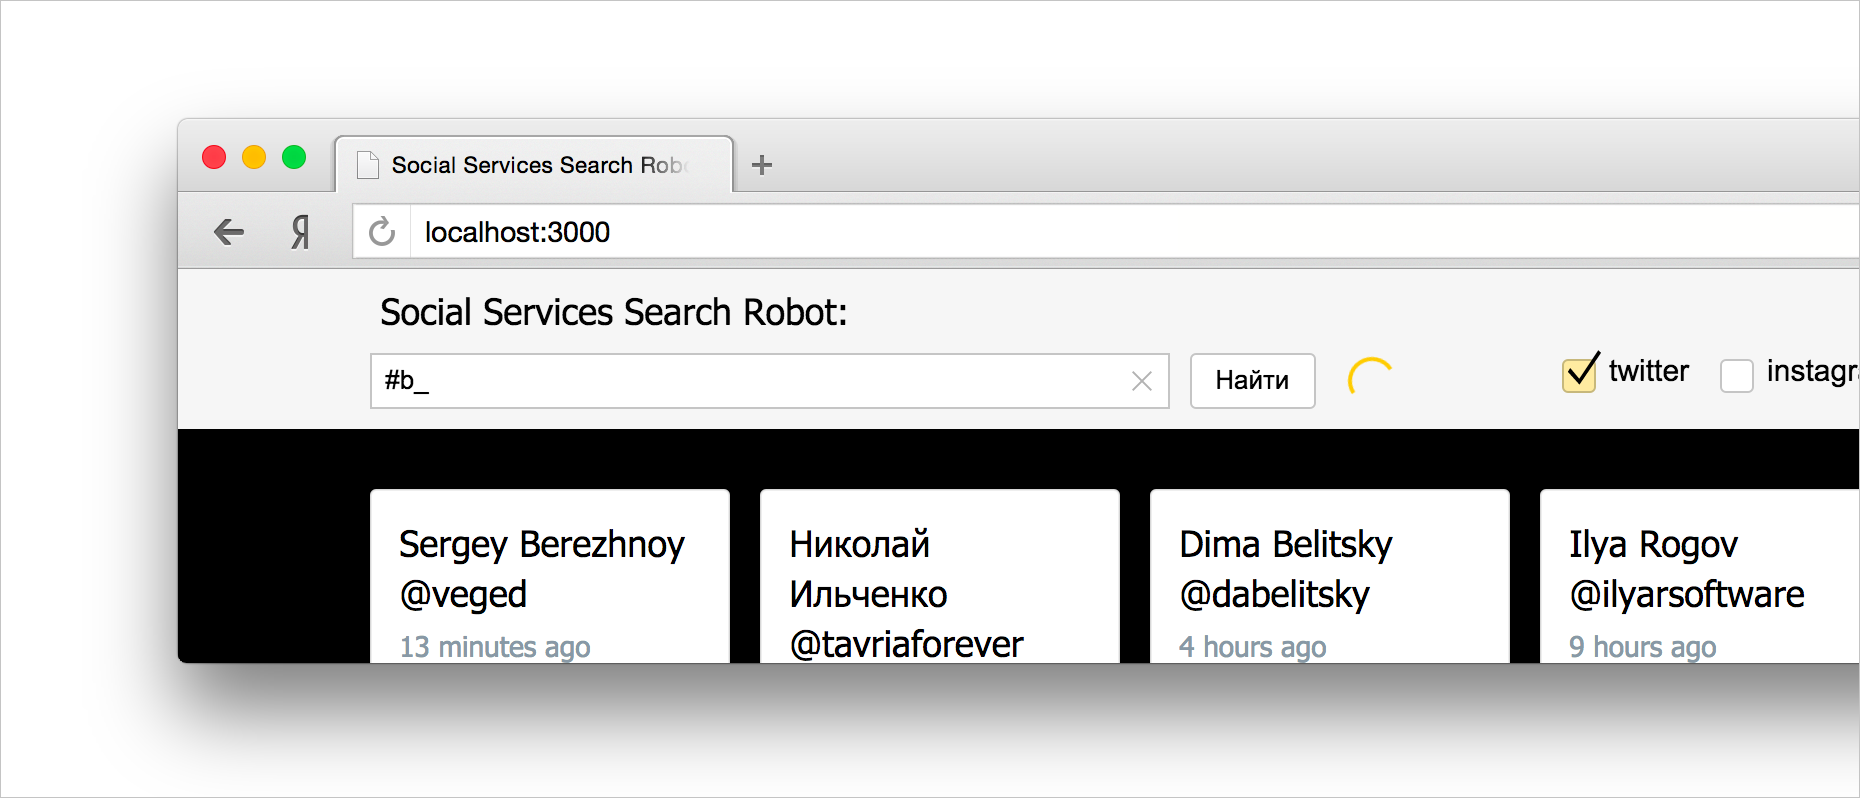 Social Services Search Rob
Я
localhost:3000
Social Services Search Robot:
#b_
Найти
twitter
instagr
Sergey Berezhnoy
@veged
13 minutes ago
Николай
Ильченко
@tavriaforever
Dima Belitsky
@dabelitsky
4 hours ago
Ilya Rogov
@ilyarsoftware
9 hours ago